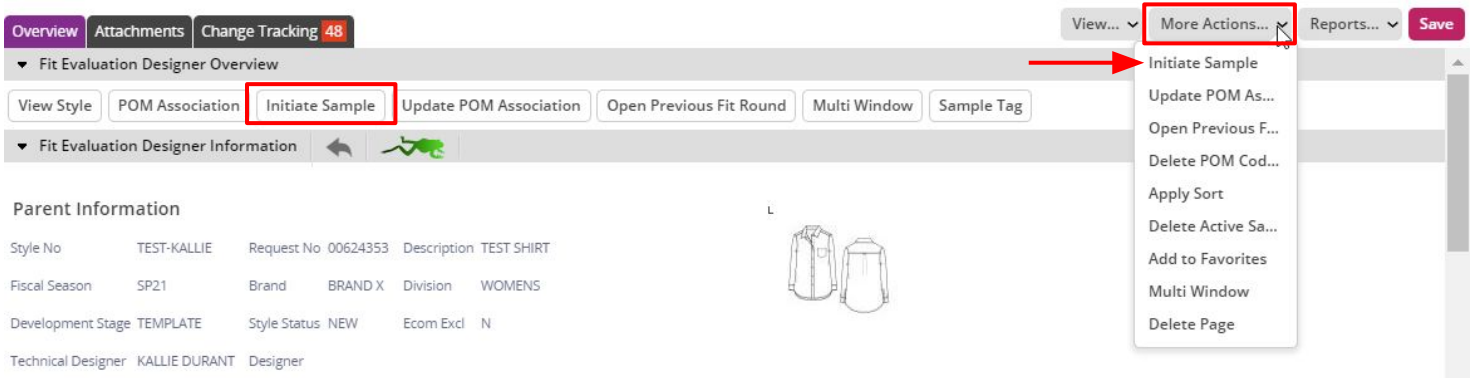 Overview Attachments Change Tracking 48 View... More Actions... Reports... Save
Fit Evaluation Designer Overview
View Style POM Association Initiate Sample Update POM Association Open Previous Fit Round Multi Window Sample Tag
Fit Evaluation Designer Information
Initiate Sample
Update POM As...
Open Previous F...
Delete POM Cod...
Apply Sort
Delete Active Sa...
Add to Favorites
Multi Window
Delete Page
Parent Information
L
Style No TEST-KALLIE Request No 00624353 Description TEST SHIRT
Fiscal Season SP21 Brand BRAND X Division WOMENS
Development Stage TEMPLATE Style Status NEW Ecom Excl N
Technical Designer KALLIE DURANT Designer